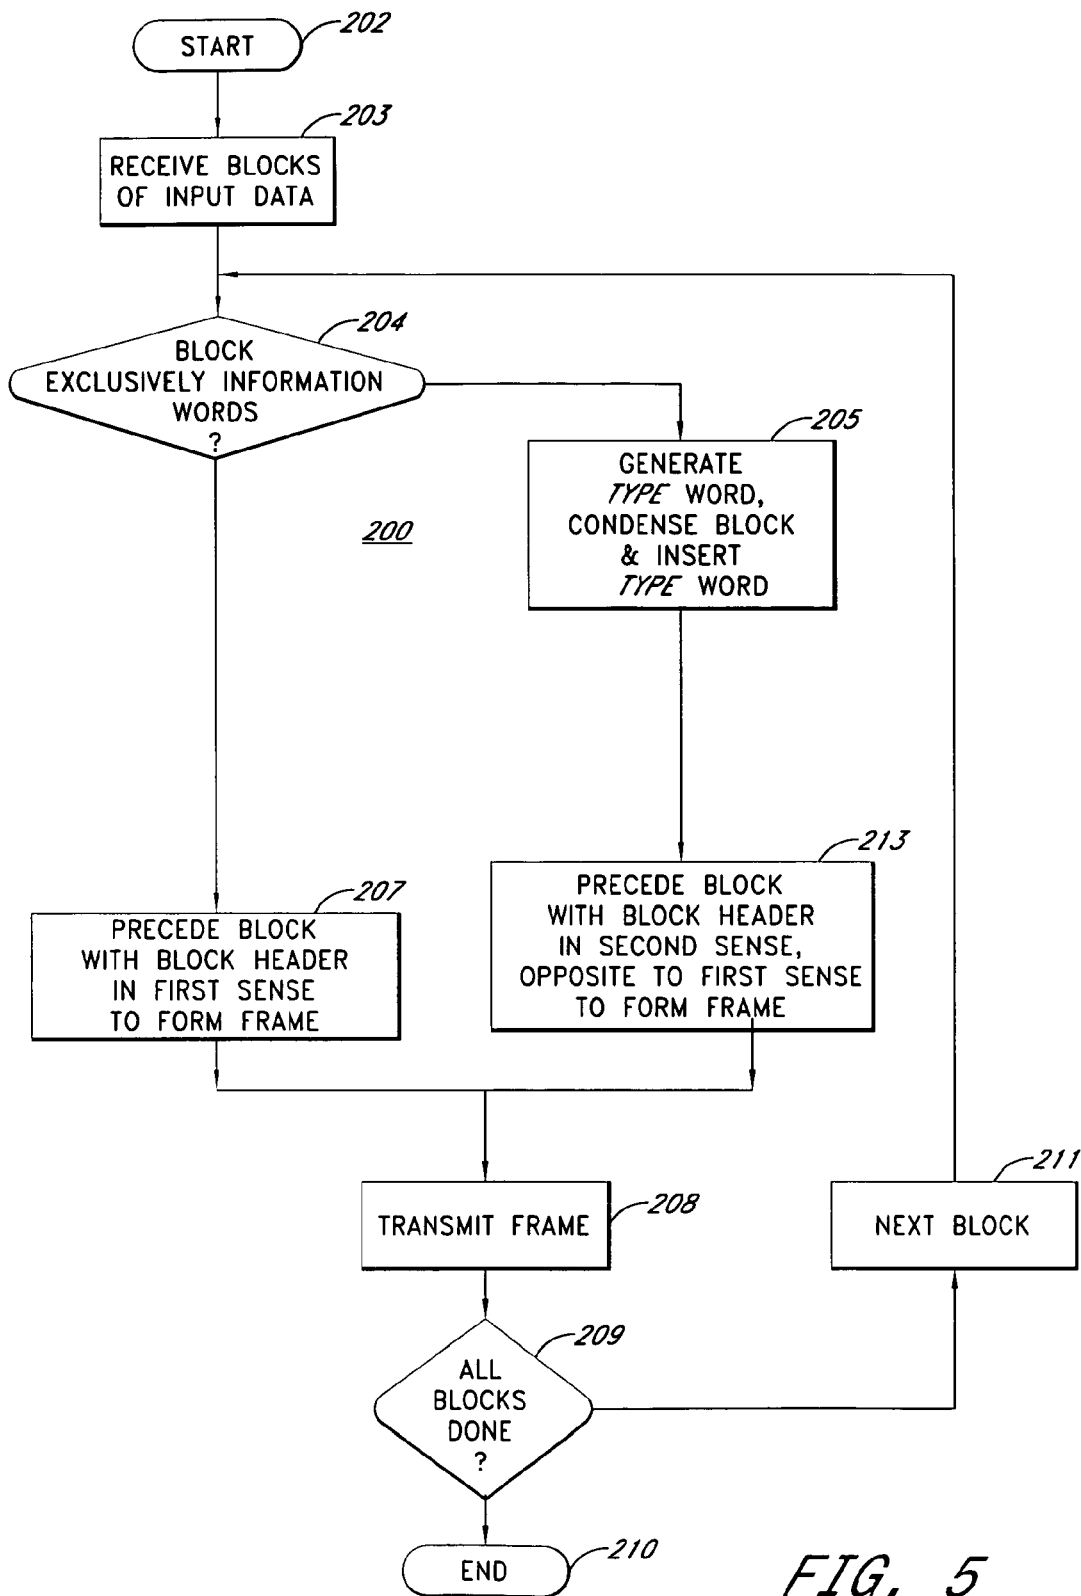 START
202
203
RECEIVE BLOCKS
OF INPUT DATA
204
BLOCK
EXCLUSIVELY INFORMATION
WORDS
?
205
GENERATE
TYPE WORD,
CONDENSE BLOCK
& INSERT
TYPE WORD
200
207
PRECEDE BLOCK
WITH BLOCK HEADER
IN FIRST SENSE
TO FORM FRAME
213
PRECEDE BLOCK
WITH BLOCK HEADER
IN SECOND SENSE,
OPPOSITE TO FIRST SENSE
TO FORM FRAME
TRANSMIT FRAME
208
211
NEXT BLOCK
209
ALL
BLOCKS
DONE
?
END
210
FIG. 5